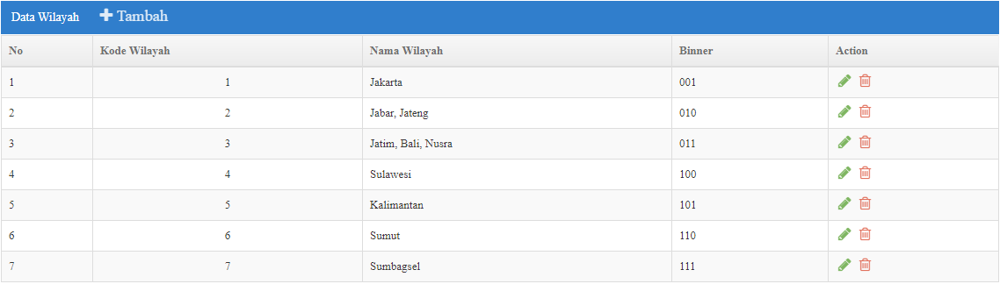 Data Wilayah Tambah
No Kode Wilayah Nama Wilayah Binner Action
1 1 Jakarta 001
2 2 Jabar, Jateng 010
3 3 Jatim, Bali, Nusra 011
4 4 Sulawesi 100
5 5 Kalimantan 101
6 6 Sumut 110
7 7 Sumbagsel 111